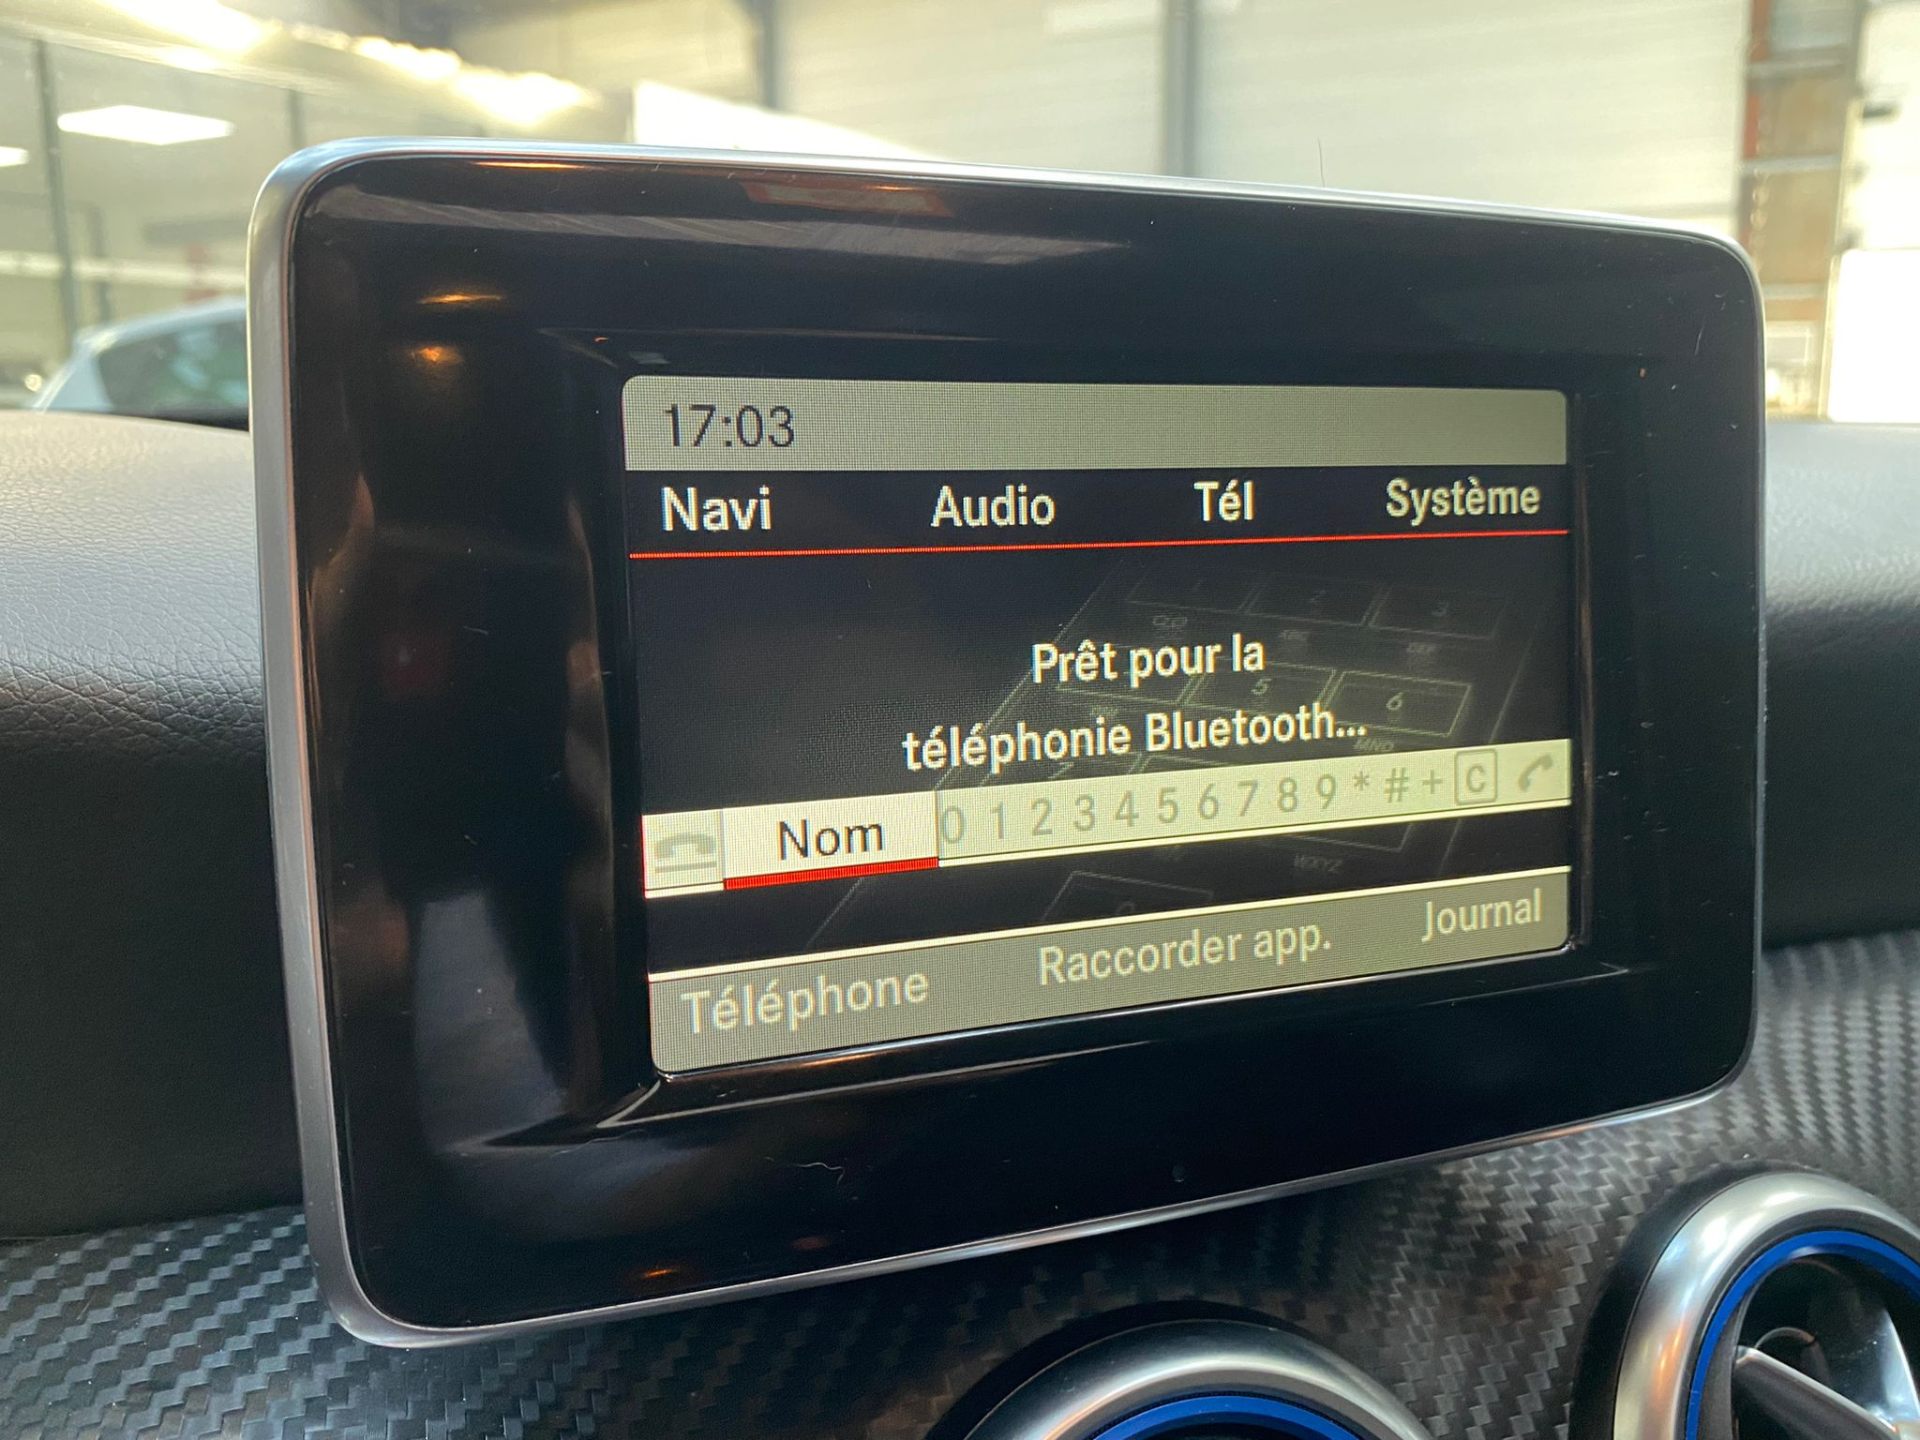 17:03
Navi Audio Tél Système
Prêt pour la
téléphonie Bluetooth...
Nom 0 1 2 3 4 5 6 7 8 9 * # + C
Téléphone Raccorder app. Journal